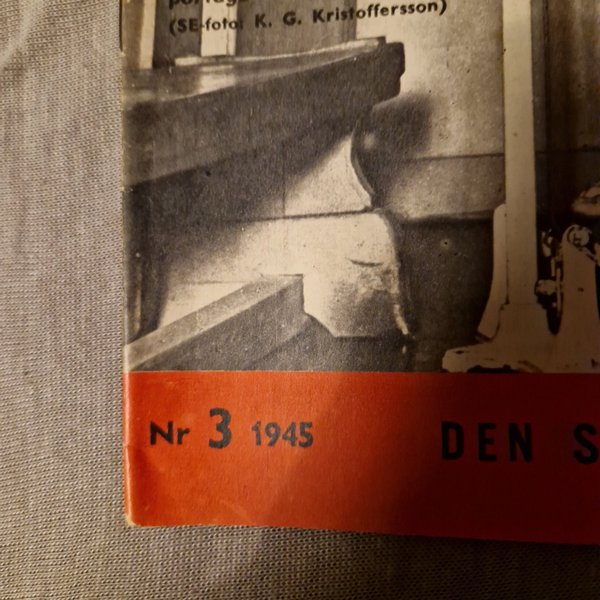 (SE-foto: K. G. Kristoffersson)
Nr 3 1945
DEN S